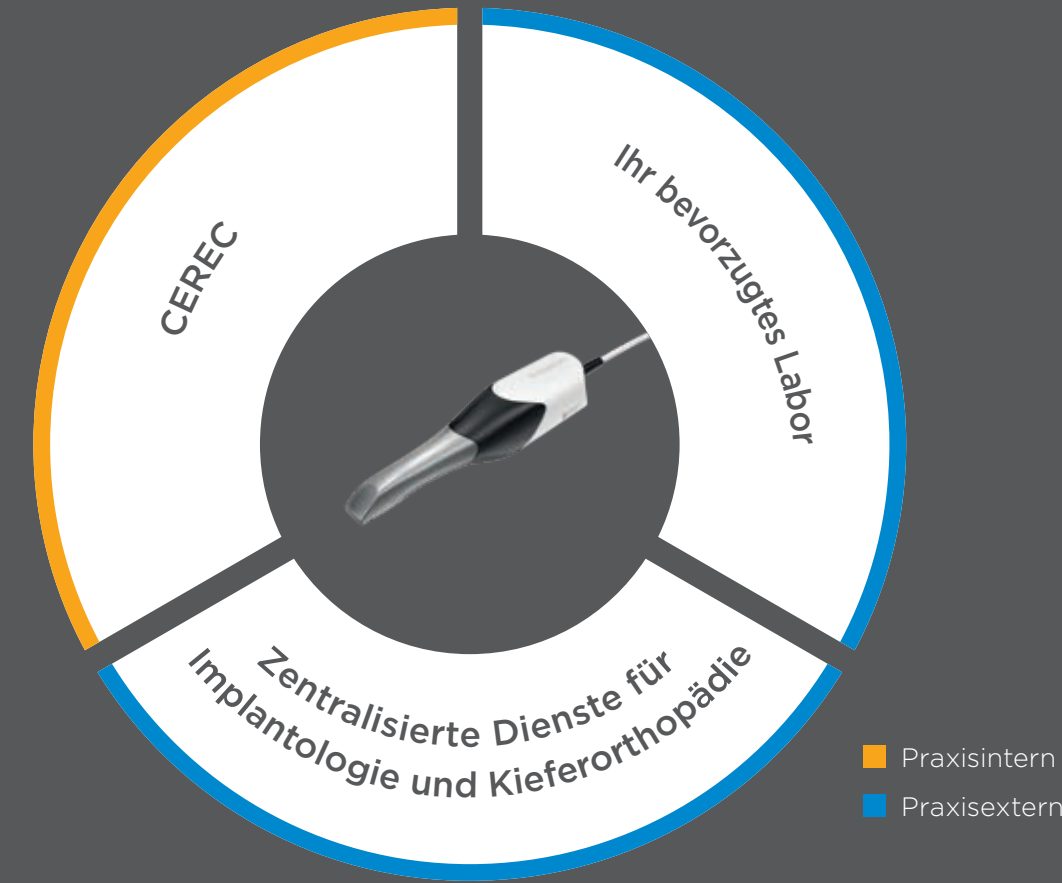 CEREC
Ihr bevorzugtes Labor
Zentralisierte Dienste für
Implantologie und Kieferorthopädie
Praxisintern
Praxisextern